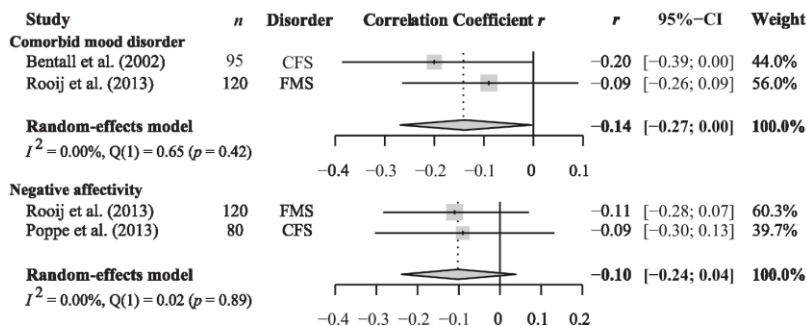 Study n Disorder Correlation Coefficient r r 95%−CI Weight
Comorbid mood disorder
Bentall et al. (2002) 95 CFS −0.20 [−0.39; 0.00] 44.0%
Rooij et al. (2013) 120 FMS −0.09 [−0.26; 0.09] 56.0%
Random-effects model −0.14 [−0.27; 0.00] 100.0%
I² = 0.00%, Q(1) = 0.65 (p = 0.42)
−0.4 −0.3 −0.2 −0.1 0 0.1
Negative affectivity
Rooij et al. (2013) 120 FMS −0.11 [−0.28; 0.07] 60.3%
Poppe et al. (2013) 80 CFS −0.09 [−0.30; 0.13] 39.7%
Random-effects model −0.10 [−0.24; 0.04] 100.0%
I² = 0.00%, Q(1) = 0.02 (p = 0.89)
−0.4 −0.3 −0.2 −0.1 0 0.1 0.2